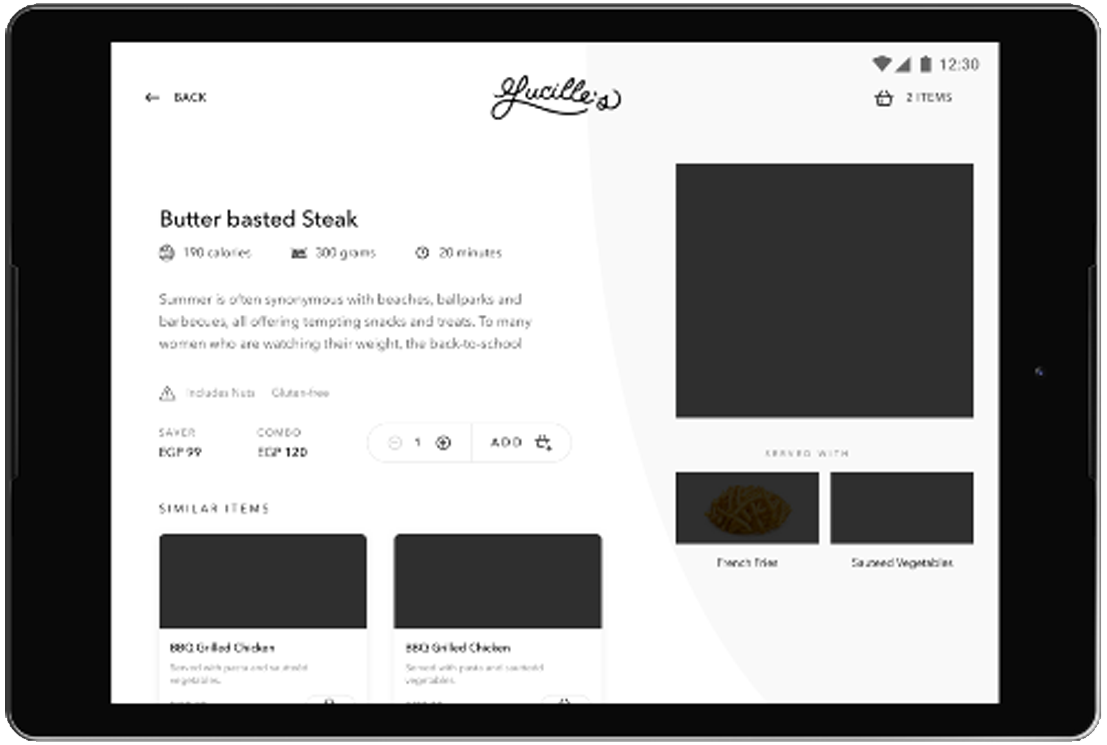 12:30
BACK
Lucille's
2 ITEMS
Butter basted Steak
190 calories
300 grams
20 minutes
Summer is often synonymous with beaches, ballparks and
barbecues, all offering tempting snacks and treats. To many
women who are watching their weight, the back-to-school
Includes Nuts
Gluten-free
SAVER
COMBO
EGP 99
EGP 120
1
ADD
SERVED WITH
French Fries
Sauteed Vegetables
SIMILAR ITEMS
BBQ Grilled Chicken
Served with pasta and
vegetables.
BBQ Grilled Chicken
Served with pasta and
vegetables.